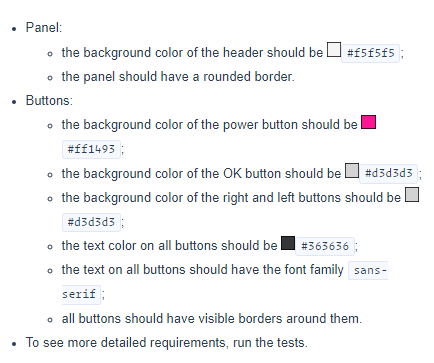 Panel:
the background color of the header should be #f5f5f5 ;
the panel should have a rounded border.
Buttons:
the background color of the power button should be
#ff1493 ;
the background color of the OK button should be #d3d3d3 ;
the background color of the right and left buttons should be
#d3d3d3 ;
the text color on all buttons should be #363636 ;
the text on all buttons should have the font family sans-
serif ;
all buttons should have visible borders around them.
To see more detailed requirements, run the tests.